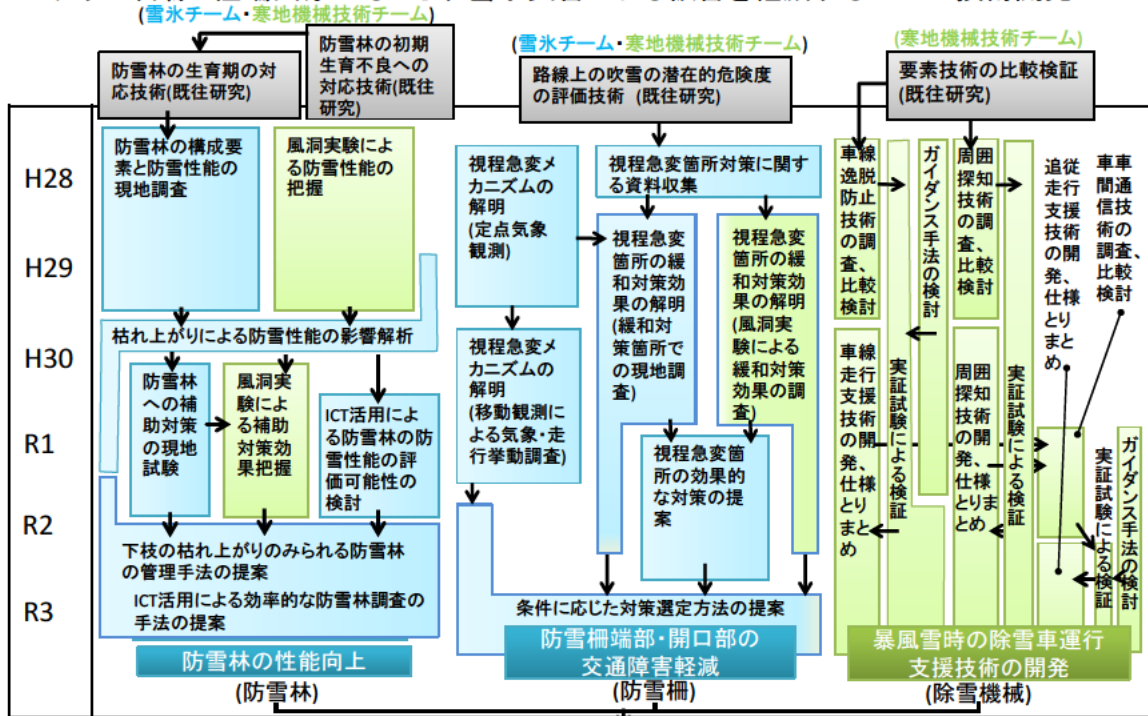 (雪氷チーム・寒地機械技術チーム)
防雪林の生育期の対
応技術(既往研究)
防雪林の初期
生育不良への
対応技術(既往
研究)
(雪氷チーム・寒地機械技術チーム)
路線上の吹雪の潜在的危険度
の評価技術 (既往研究)
(寒地機械技術チーム)
要素技術の比較検証
(既往研究)
H28
H29
H30
R1
R2
R3
防雪林の構成要
素と防雪性能の
現地調査
風洞実験によ
る防雪性能の
把握
枯れ上がりによる防雪性能の影響解析
防雪林
への補
助対策
の現地
試験
風洞実
験によ
る補助
対策効
果把握
ICT活用によ
る防雪林の防
雪性能の評
価可能性の
検討
下枝の枯れ上がりのみられる防雪林
の管理手法の提案
ICT活用による効率的な防雪林調査の
手法の提案
防雪林の性能向上
(防雪林)
視程急変メ
カニズムの
解明
(定点気象
観測)
視程急変箇所対策に関す
る資料収集
視程急変
箇所の緩
和対策効
果の解明
(緩和対
策箇所で
の現地調
査)
視程急変
箇所の緩
和対策効
果の解明
(風洞実
験による
緩和対策
効果の調
査)
視程急変メ
カニズムの
解明
(移動観測に
よる気象・走
行挙動調査)
視程急変箇
所の効果的
な対策の提
案
条件に応じた対策選定方法の提案
防雪柵端部・開口部の
交通障害軽減
(防雪柵)
車線
逸脱
防止
技術
の調
査、
比較
検討
ガイダンス手法の検討
周囲
探知
技術
の調
査、
比較
検討
追従
走行
支援
技術
の開
発、
仕様
とり
まと
め
車車
間通
信技
術の
調査、
比較
検討
車線
走行
支援
技術
の開
発、
仕様
とり
まと
め
実証試験による検証
周囲
探知
技術
の開
発、
仕様
とりま
とめ
実証試験による検証
実証試験による検証
ガイダンス手法の検討
暴風雪時の除雪車運行
支援技術の開発
(除雪機械)